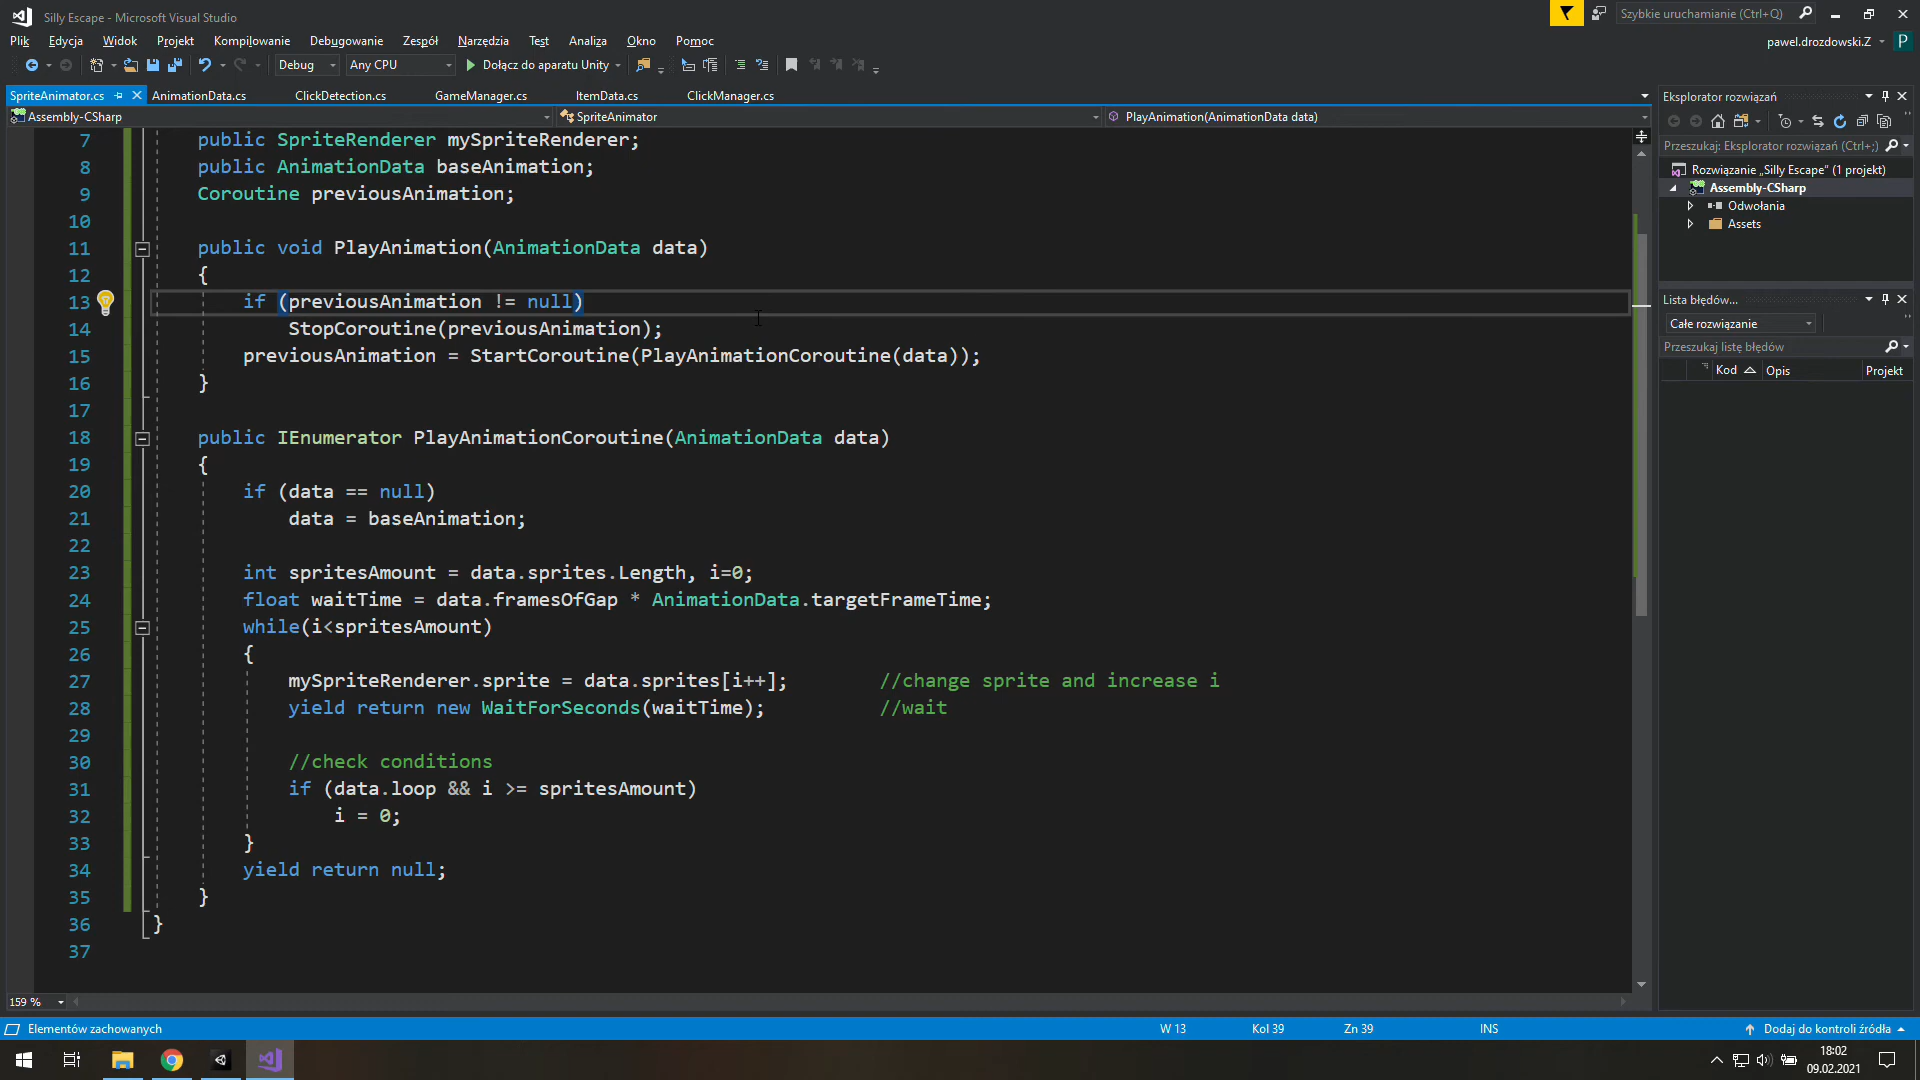 Silly Escape - Microsoft Visual Studio
Szybkie uruchamianie (Ctrl+Q)
Plik Edycja Widok Projekt Kompilowanie Debugowanie Zespół Narzędzia Test Analiza Okno Pomoc
pawel.drozdowski.Z P
Debug Any CPU Dołącz do aparatu Unity
SpriteAnimator.cs AnimationData.cs ClickDetection.cs GameManager.cs ItemData.cs ClickManager.cs
Assembly-CSharp SpriteAnimator PlayAnimation(AnimationData data)
7 public SpriteRenderer mySpriteRenderer;
8 public AnimationData baseAnimation;
9 Coroutine previousAnimation;
10
11 public void PlayAnimation(AnimationData data)
12 {
13 if (previousAnimation != null)
14 StopCoroutine(previousAnimation);
15 previousAnimation = StartCoroutine(PlayAnimationCoroutine(data));
16 }
17
18 public IEnumerator PlayAnimationCoroutine(AnimationData data)
19 {
20 if (data == null)
21 data = baseAnimation;
22
23 int spritesAmount = data.sprites.Length, i=0;
24 float waitTime = data.framesOfGap * AnimationData.targetFrameTime;
25 while(i<spritesAmount)
26 {
27 mySpriteRenderer.sprite = data.sprites[i++]; //change sprite and increase i
28 yield return new WaitForSeconds(waitTime); //wait
29
30 //check conditions
31 if (data.loop && i >= spritesAmount)
32 i = 0;
33 }
34 yield return null;
35 }
36 }
37
159 %
Eksplorator rozwiązań
Przeszukaj: Eksplorator rozwiązań (Ctrl+;)
Rozwiązanie „Silly Escape” (1 projekt)
Assembly-CSharp
Odwołania
Assets
Lista błędów...
Całe rozwiązanie
Przeszukaj listę błędów
Kod Opis Projekt
Elementów zachowanych W 13 Kol 39 Zn 39 INS Dodaj do kontroli źródła
18:02
09.02.2021